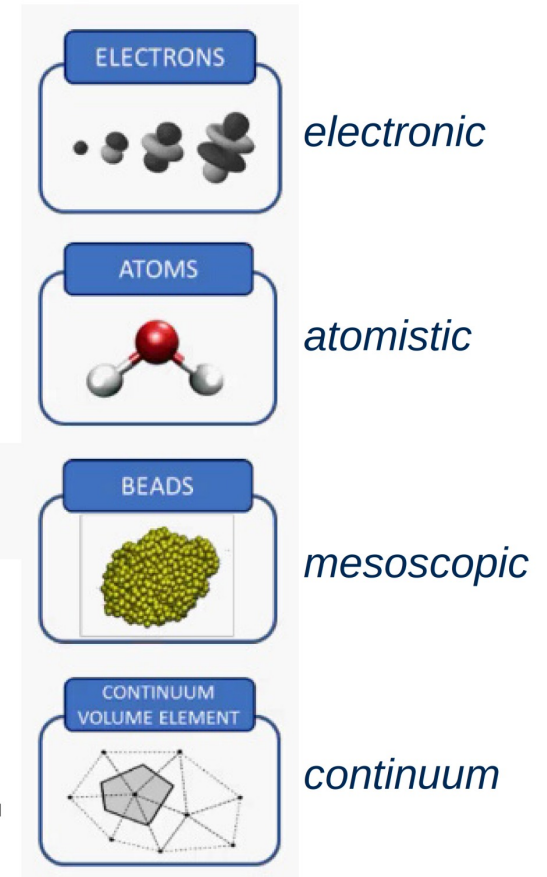 ELECTRONS
electronic
ATOMS
atomistic
BEADS
mesoscopic
CONTINUUM
VOLUME ELEMENT
continuum